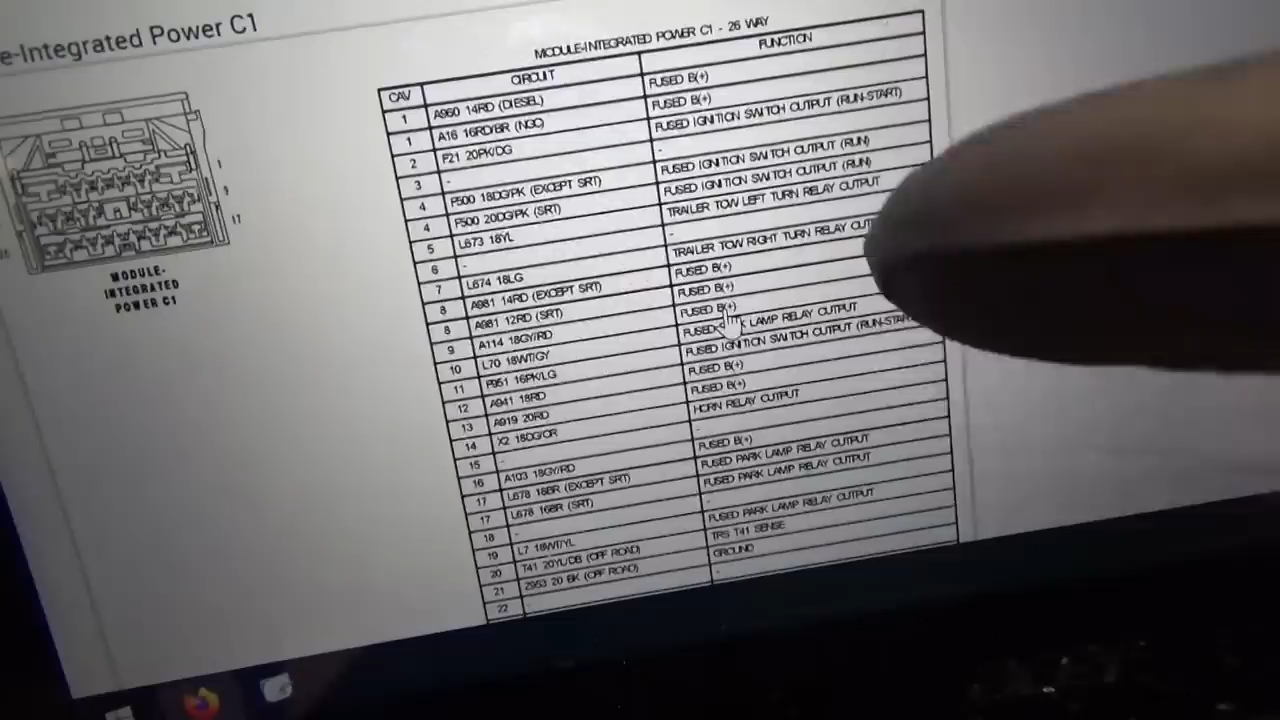 e-Integrated Power C1
MODULE-INTEGRATED POWER C1 - 26 WAY
CAV CIRCUIT FUNCTION
1 A960 14RD (DIESEL) FUSED B(+)
1 A16 16RD/BR (NGC) FUSED B(+)
2 F21 20PK/DG FUSED IGNITION SWITCH OUTPUT (RUN-START)
3 - -
4 F500 18DG/PK (EXCEPT SRT) FUSED IGNITION SWITCH OUTPUT (RUN)
4 F500 20DG/PK (SRT) FUSED IGNITION SWITCH OUTPUT (RUN)
5 L673 18YL TRAILER TOW LEFT TURN RELAY OUTPUT
6 - -
7 L674 18LG TRAILER TOW RIGHT TURN RELAY
8 A981 14RD (EXCEPT SRT) FUSED B(+)
8 A981 12RD (SRT) FUSED B(+)
9 A114 18GY/RD FUSED B(+)
10 L70 18WT/GY FUSED LAMP RELAY OUTPUT
11 F951 16PK/LG FUSED IGNITION SWITCH OUTPUT (RUN-START
12 A941 18RD FUSED B(+)
13 A919 20RD FUSED B(+)
14 X2 18DG/OR HORN RELAY OUTPUT
15 - -
16 A103 18GY/RD FUSED B(+)
17 L678 18BR (EXCEPT SRT) FUSED PARK LAMP RELAY OUTPUT
17 L678 16BR (SRT) FUSED PARK LAMP RELAY OUTPUT
18 - -
19 L7 18WT/YL FUSED PARK LAMP RELAY OUTPUT
20 T41 20YL/DB (OFF ROAD) TRS T41 SENSE
21 Z953 20 BK (OFF ROAD) GROUND
22 -
1
9
17
MODULE-
INTEGRATED
POWER C1